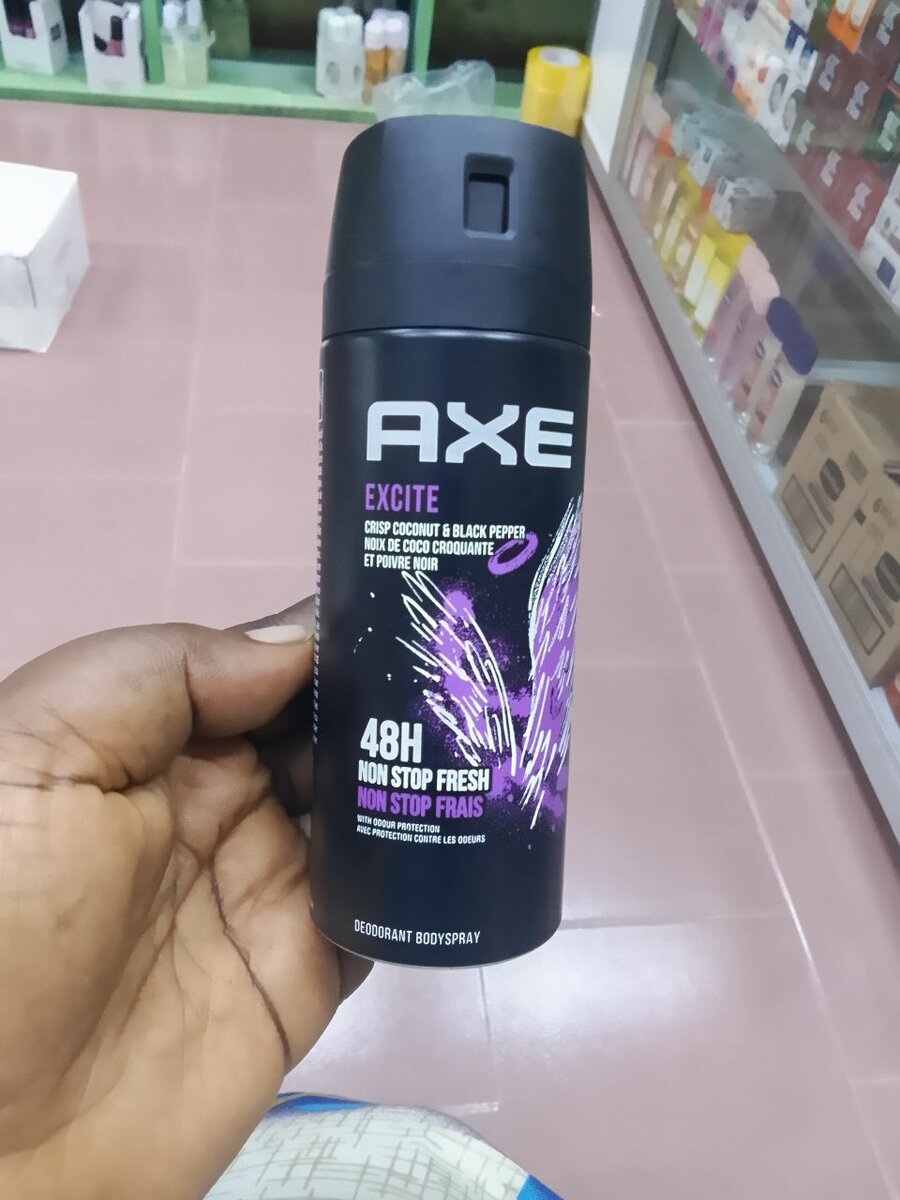 AXE
EXCITE
CRISP COCONUT & BLACK PEPPER
NOIX DE COCO CROQUANTE
ET POIVRE NOIR
48H
NON STOP FRESH
NON STOP FRAIS
WITH ODOUR PROTECTION
AVEC PROTECTION CONTRE LES ODEURS
DEODORANT BODYSPRAY